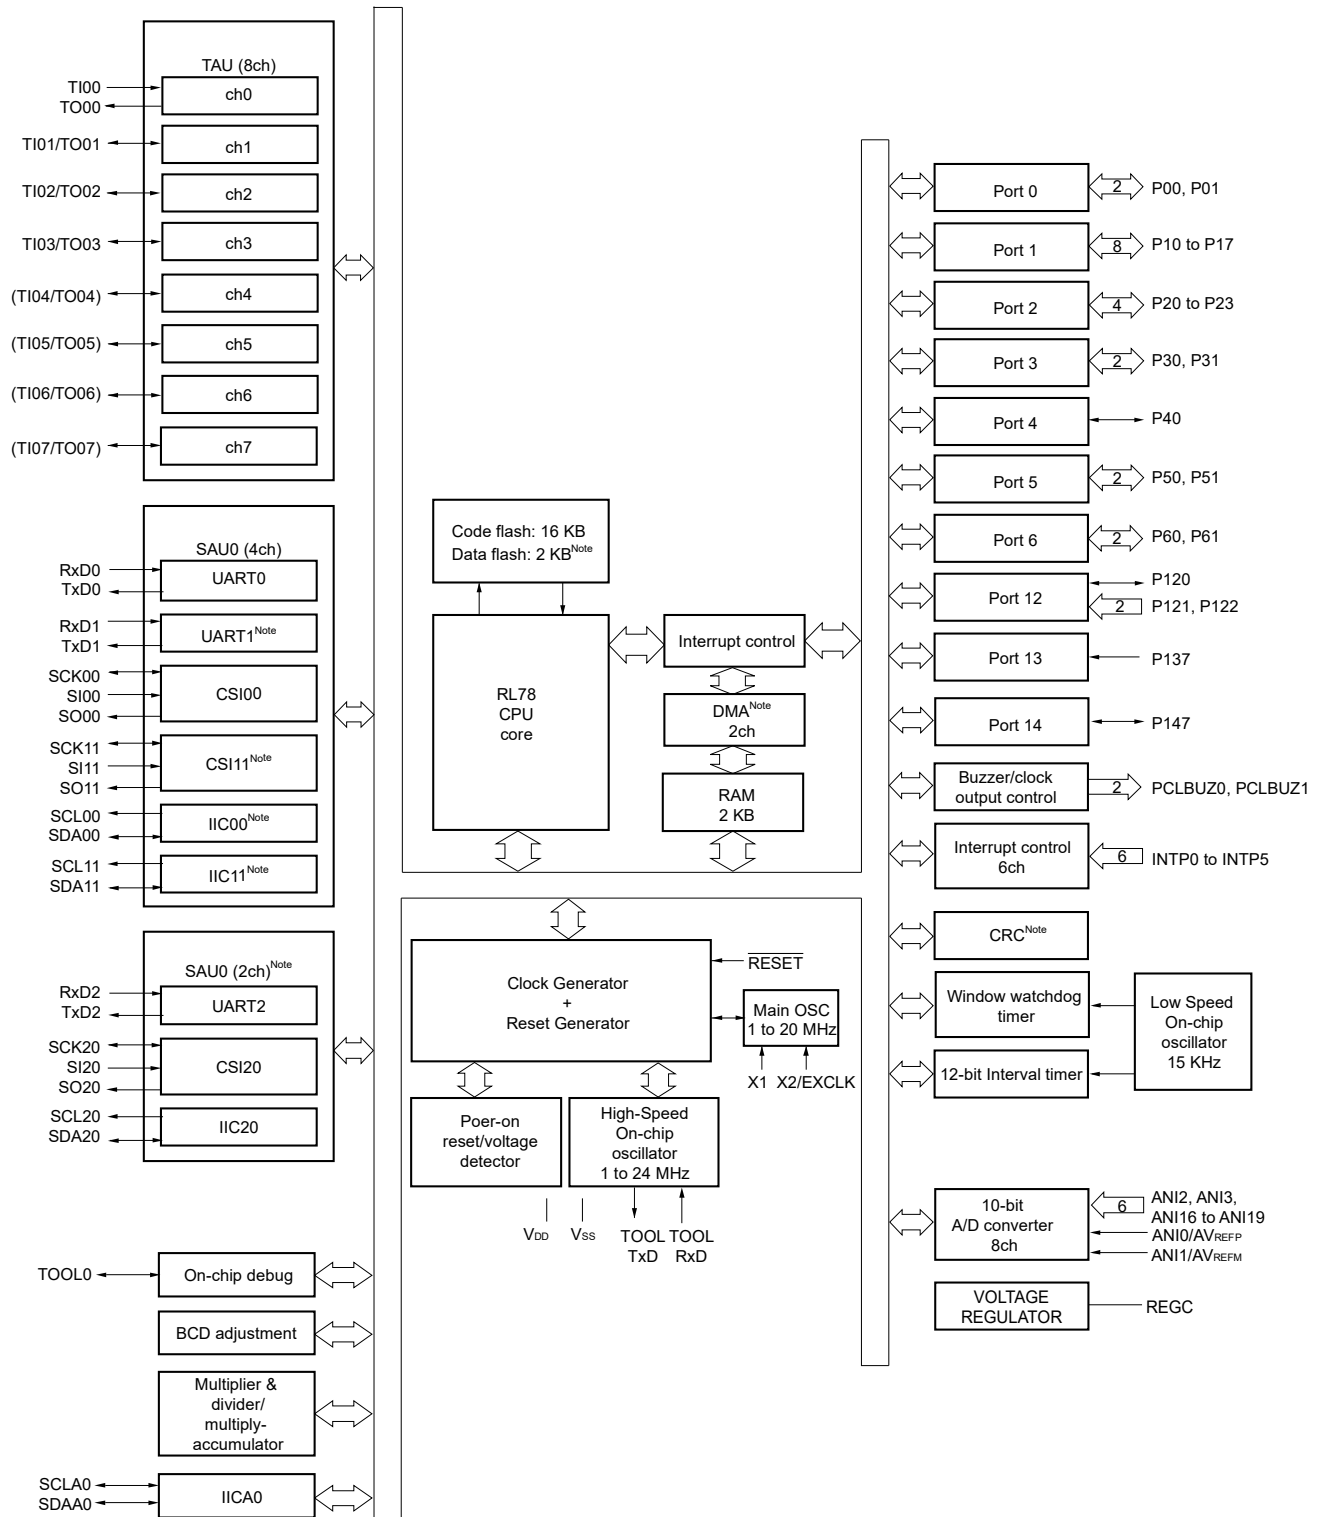 TAU (8ch)
TI00
TO00
ch0
TI01/TO01
ch1
TI02/TO02
ch2
TI03/TO03
ch3
(TI04/TO04)
ch4
(TI05/TO05)
ch5
(TI06/TO06)
ch6
(TI07/TO07)
ch7
SAU0 (4ch)
RxD0
TxD0
UART0
RxD1
TxD1
UART1Note
SCK00
SI00
SO00
CSI00
SCK11
SI11
SO11
CSI11Note
SCL00
SDA00
IIC00Note
SCL11
SDA11
IIC11Note
SAU0 (2ch)Note
RxD2
TxD2
UART2
SCK20
SI20
SO20
CSI20
SCL20
SDA20
IIC20
TOOL0
On-chip debug
BCD adjustment
Multiplier &
divider/
multiply-
accumulator
SCLA0
SDAA0
IICA0
Code flash: 16 KB
Data flash: 2 KBNote
RL78
CPU
core
Interrupt control
DMANote
2ch
RAM
2 KB
Clock Generator
+
Reset Generator
RESET
Main OSC
1 to 20 MHz
X1
X2/EXCLK
Poer-on
reset/voltage
detector
High-Speed
On-chip
oscillator
1 to 24 MHz
VDD
VSS
TOOL
TxD
TOOL
RxD
Port 0
2
P00, P01
Port 1
8
P10 to P17
Port 2
4
P20 to P23
Port 3
2
P30, P31
Port 4
P40
Port 5
2
P50, P51
Port 6
2
P60, P61
Port 12
P120
2
P121, P122
Port 13
P137
Port 14
P147
Buzzer/clock
output control
2
PCLBUZ0, PCLBUZ1
Interrupt control
6ch
6
INTP0 to INTP5
CRCNote
Window watchdog
timer
12-bit Interval timer
Low Speed
On-chip
oscillator
15 KHz
10-bit
A/D converter
8ch
6
ANI2, ANI3,
ANI16 to ANI19
ANI0/AVREFP
ANI1/AVREFM
VOLTAGE
REGULATOR
REGC